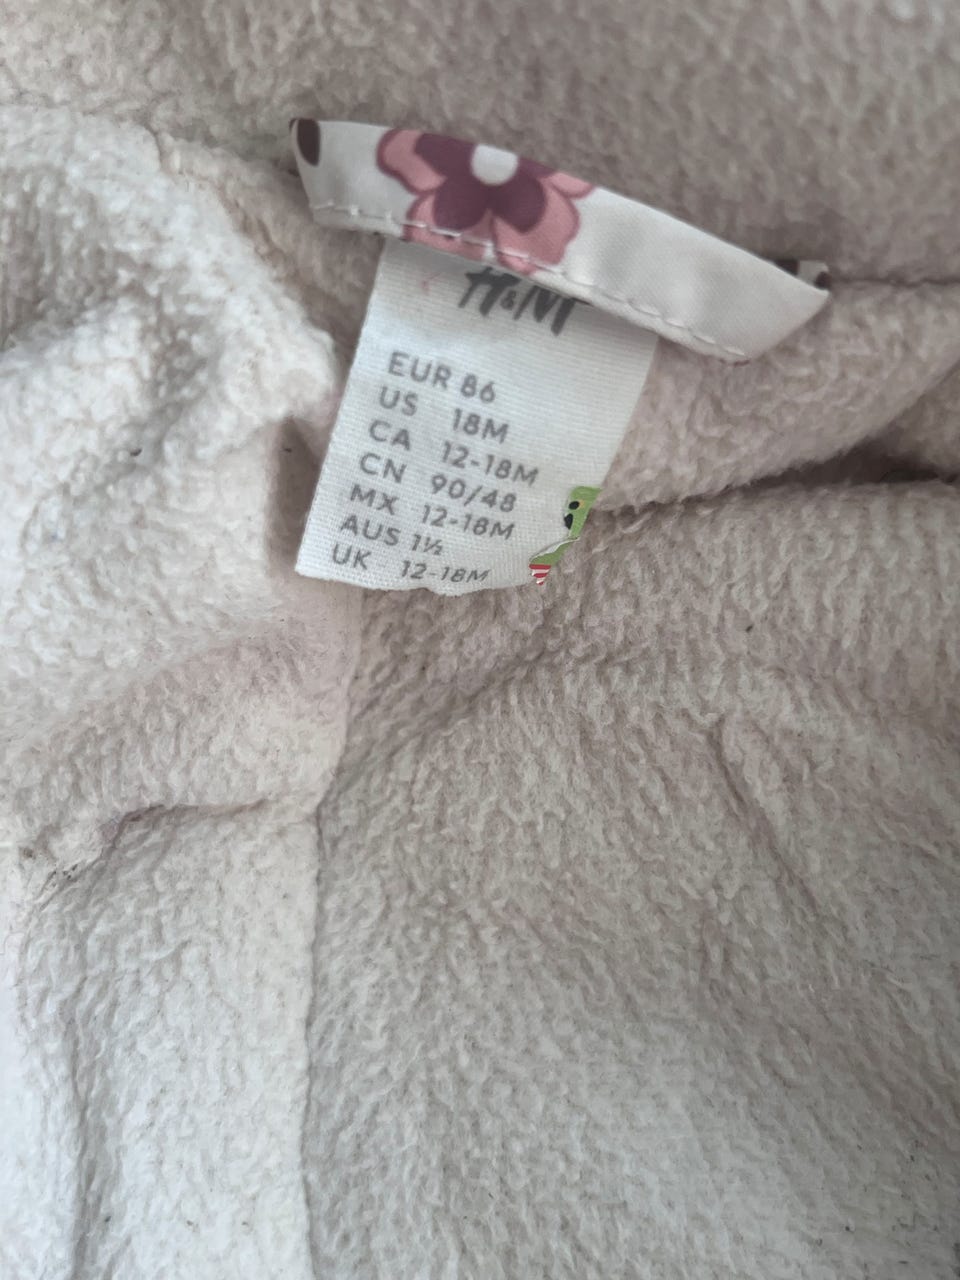 H&M
EUR 86
US 18M
CA 12-18M
CN 90/48
MX 12-18M
AUS 1½
UK 12-18M